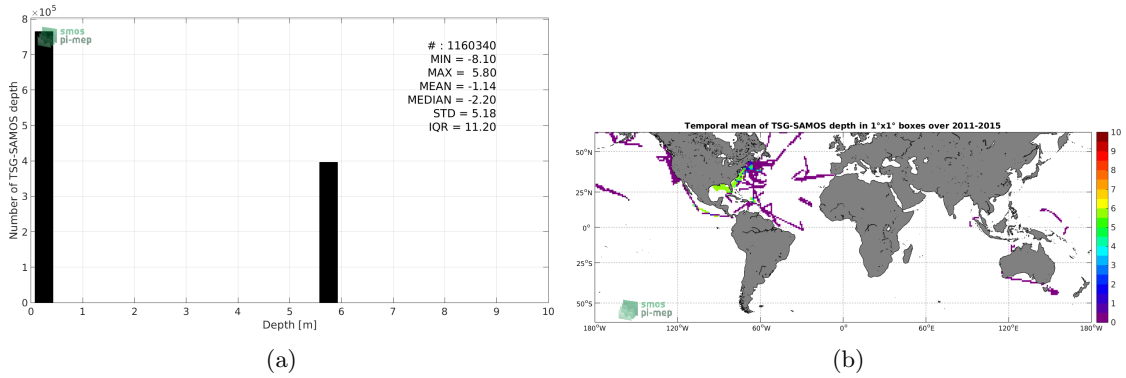 × 10⁵
8
7
6
5
4
3
2
1
0
Number of TSG-SAMOS depth
smos
pi-mep
# : 1160340
MIN = -8.10
MAX = 5.80
MEAN = -1.14
MEDIAN = -2.20
STD = 5.18
IQR = 11.20
0 1 2 3 4 5 6 7 8 9 10
Depth [m]
(a)
Temporal mean of TSG-SAMOS depth in 1°x1° boxes over 2011-2015
50°N
25°N
0°
25°S
50°S
smos
pi-mep
180°W 120°W 60°W 0° 60°E 120°E 180°E
10
9
8
7
6
5
4
3
2
1
0
(b)